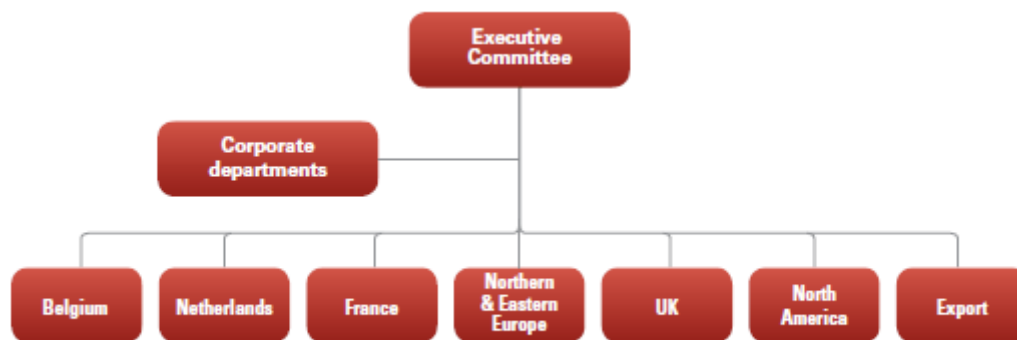 Executive
Committee
Corporate
departments
Belgium
Netherlands
France
Northern
& Eastern
Europe
UK
North
America
Export